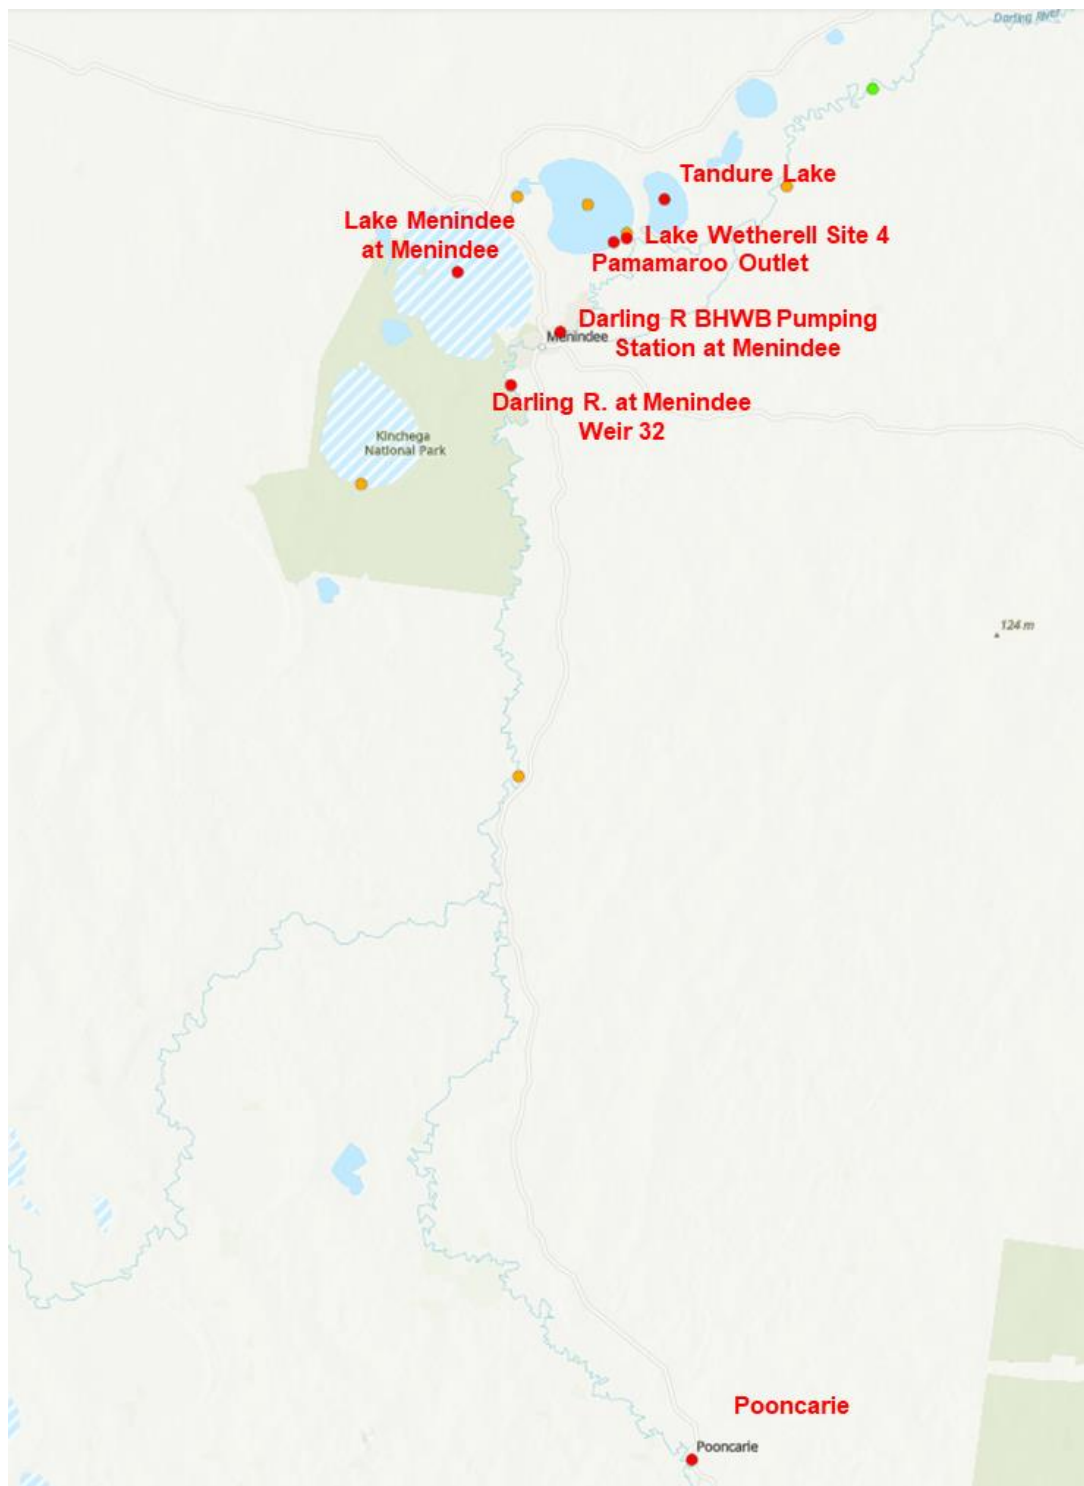 Darling River
Tandure Lake
Lake Menindee
at Menindee
Lake Wetherell Site 4
Pamamaroo Outlet
Darling R BHWB Pumping
Station at Menindee
Menindee
Darling R. at Menindee
Weir 32
Kinchega
National Park
124 m
Pooncarie
Pooncarie